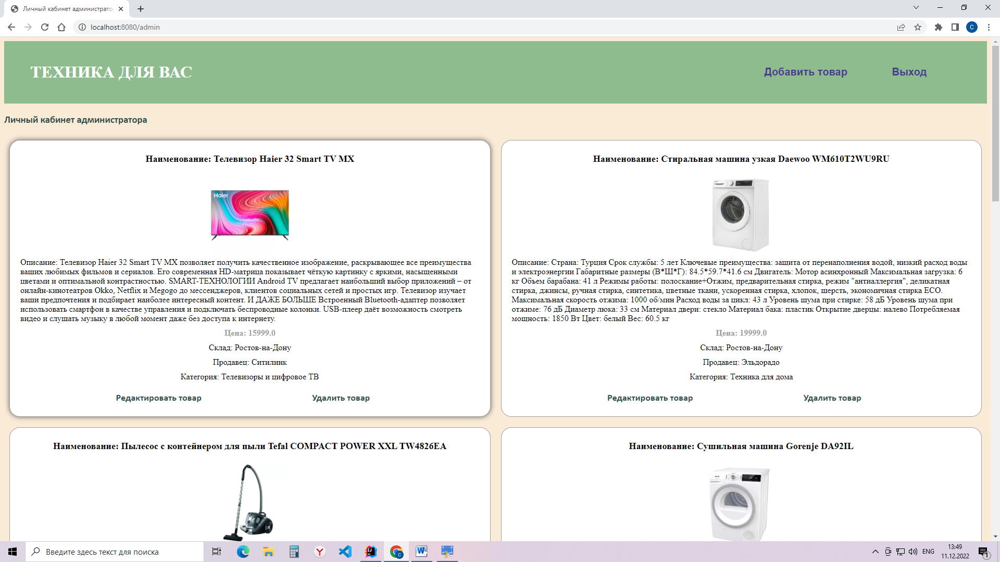 Личный кабинет администрато
localhost:8080/admin
C
ТЕХНИКА ДЛЯ ВАС
Добавить товар
Выход
Личный кабинет администратора
Наименование: Телевизор Haier 32 Smart TV MX
Haier
Описание: Телевизор Haier 32 Smart TV MX позволяет получить качественное изображение, раскрывающее все преимущества
ваших любимых фильмов и сериалов. Его современная HD-матрица показывает чёткую картинку с яркими, насыщенными
цветами и оптимальной контрастностью. SMART-ТЕХНОЛОГИИ Android TV предлагает наибольший выбор приложений – от
онлайн-кинотеатров Okko, Netflix и Megogo до мессенджеров, клиентов социальных сетей и простых игр. Телевизор изучает
ваши предпочтения и подбирает наиболее интересный контент. И ДАЖЕ БОЛЬШЕ Встроенный Bluetooth-адаптер позволяет
использовать смартфон в качестве управления и подключать беспроводные колонки. USB-плеер даёт возможность смотреть
видео и слушать музыку в любой момент даже без доступа к интернету.
Цена: 15999.0
Склад: Ростов-на-Дону
Продавец: Ситилинк
Категория: Телевизоры и цифровое ТВ
Редактировать товар
Удалить товар
Наименование: Стиральная машина узкая Daewoo WM610T2WU9RU
Описание: Страна: Турция Срок службы: 5 лет Ключевые преимущества: защита от перенаполнения водой, низкий расход воды
и электроэнергии Габаритные размеры (В*Ш*Г): 84.5*59.7*41.6 см Двигатель: Мотор асинхронный Максимальная загрузка: 6
кг Объем барабана: 41 л Режимы работы: полоскание+Отжим, предварительная стирка, режим "антиаллергия", деликатная
стирка, джинсы, ручная стирка, синтетика, цветные ткани, ускоренная стирка, хлопок, шерсть, экономичная стирка ECO.
Максимальная скорость отжима: 1000 об/мин Расход воды за цикл: 43 л Уровень шума при стирке: 58 дБ Уровень шума при
отжиме: 76 дБ Диаметр люка: 33 см Материал двери: стекло Материал бака: пластик Открытие дверцы: налево Потребляемая
мощность: 1850 Вт Цвет: белый Вес: 60.5 кг
Цена: 19999.0
Склад: Ростов-на-Дону
Продавец: Эльдорадо
Категория: Техника для дома
Редактировать товар
Удалить товар
Наименование: Пылесос с контейнером для пыли Tefal COMPACT POWER XXL TW4826EA
Наименование: Сушильная машина Gorenje DA92IL
Введите здесь текст для поиска
ENG
13:49
11.12.2022
1